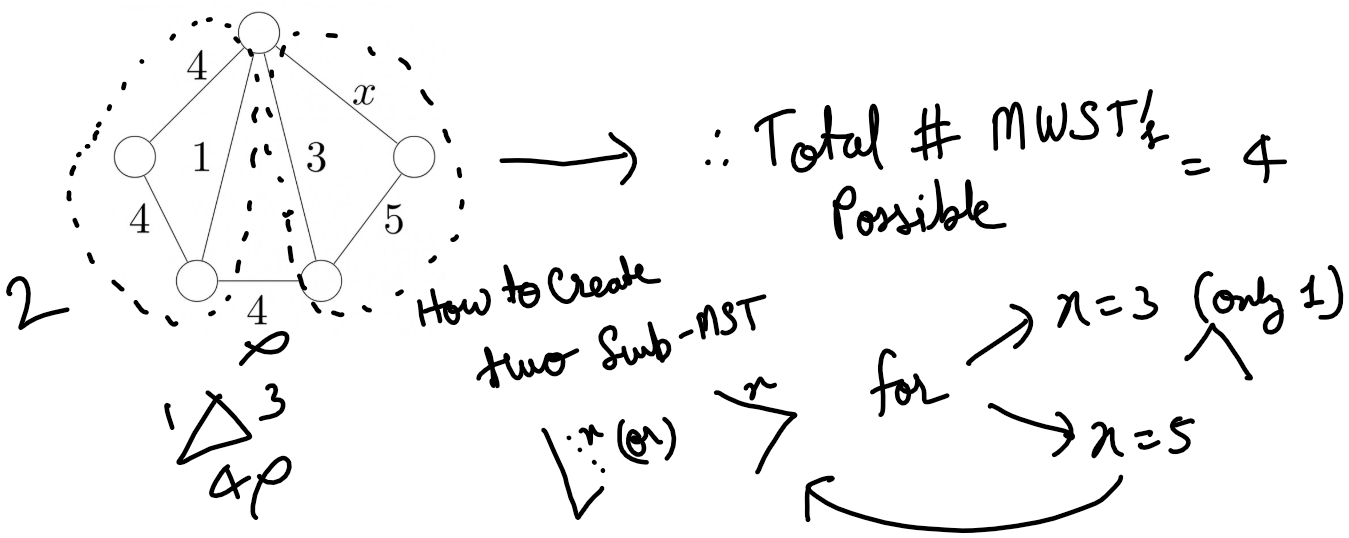 4
x
1
3
4
5
4
2
1
3
4
∴ Total # MWST's = 4
Possible
How to Create
two Sub-MST
x
x (or)
for
x=3 (only 1)
x=5